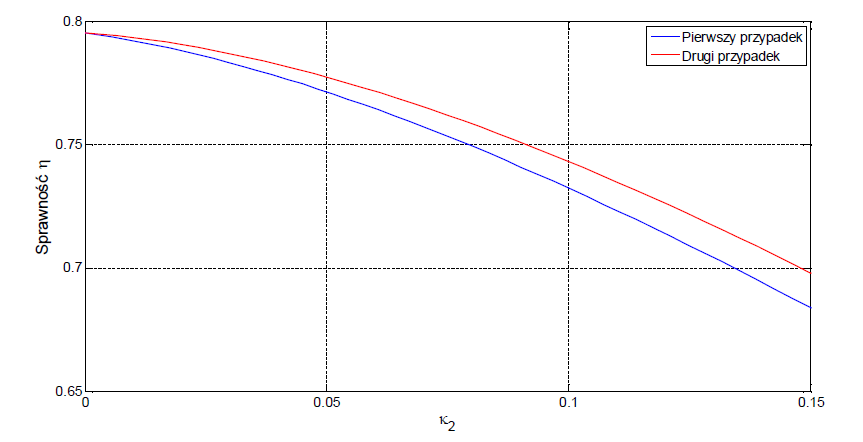 0.8
Pierwszy przypadek
Drugi przypadek
0.75
Sprawność η
0.7
0.65
0
0.05
0.1
0.15
κ2